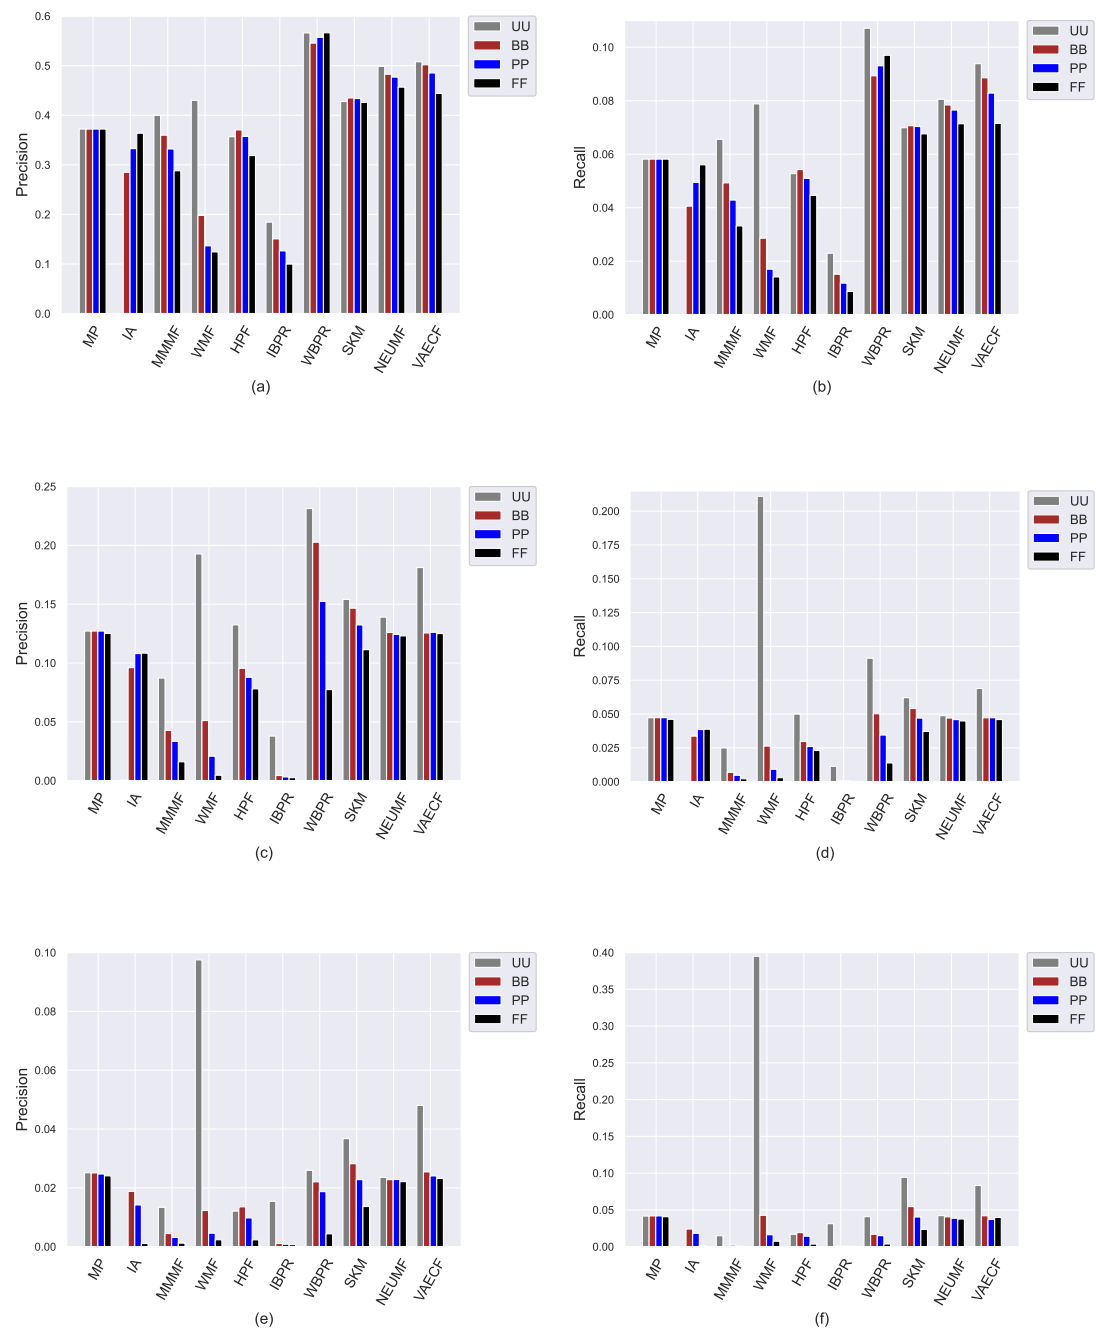 0.6
0.5
0.4
0.3
0.2
0.1
0.0
Precision
MP IA MMMF WMF HPF IBPR WBPR SKM NEUMF VAECF
UU
BB
PP
FF
(a)
0.10
0.08
0.06
0.04
0.02
0.00
Recall
MP IA MMMF WMF HPF IBPR WBPR SKM NEUMF VAECF
UU
BB
PP
FF
(b)
0.25
0.20
0.15
0.10
0.05
0.00
Precision
MP IA MMMF WMF HPF IBPR WBPR SKM NEUMF VAECF
UU
BB
PP
FF
(c)
0.200
0.175
0.150
0.125
0.100
0.075
0.050
0.025
0.000
Recall
MP IA MMMF WMF HPF IBPR WBPR SKM NEUMF VAECF
UU
BB
PP
FF
(d)
0.10
0.08
0.06
0.04
0.02
0.00
Precision
MP IA MMMF WMF HPF IBPR WBPR SKM NEUMF VAECF
UU
BB
PP
FF
(e)
0.40
0.35
0.30
0.25
0.20
0.15
0.10
0.05
0.00
Recall
MP IA MMMF WMF HPF IBPR WBPR SKM NEUMF VAECF
UU
BB
PP
FF
(f)